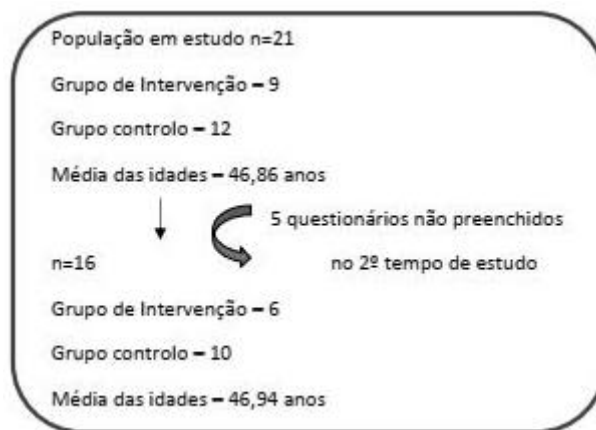 População em estudo n=21
Grupo de Intervenção – 9
Grupo controlo – 12
Média das idades – 46,86 anos
5 questionários não preenchidos
n=16 no 2º tempo de estudo
Grupo de Intervenção – 6
Grupo controlo – 10
Média das idades – 46,94 anos